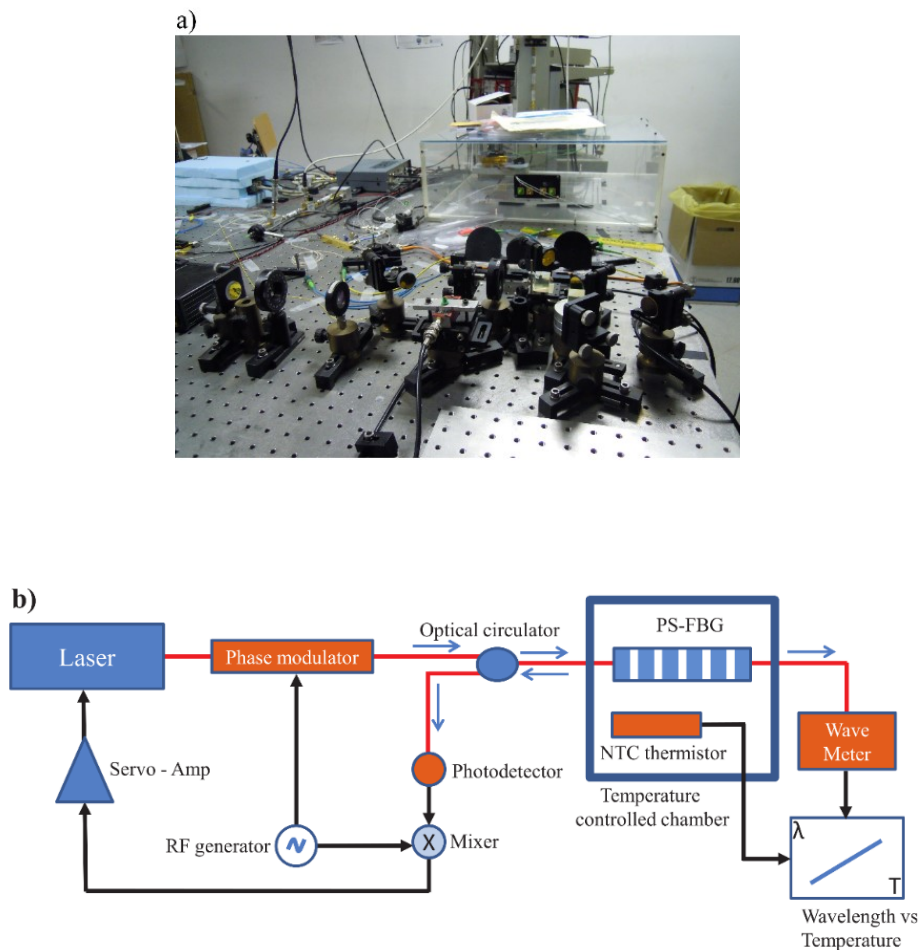 a)
b)
Laser
Phase modulator
Optical circulator
PS-FBG
NTC thermistor
Wave
Meter
Servo - Amp
Photodetector
Temperature
controlled chamber
RF generator
X
Mixer
λ
T
Wavelength vs
Temperature